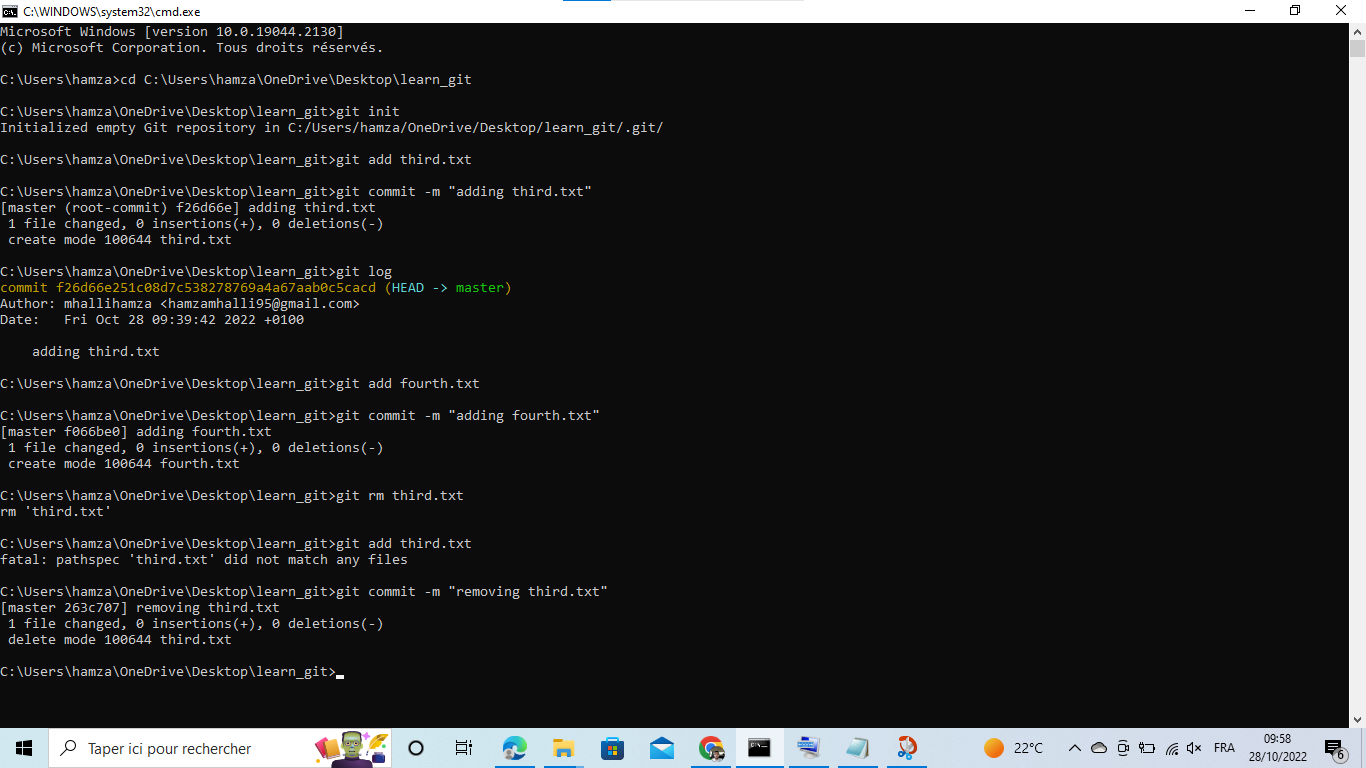 C:\WINDOWS\system32\cmd.exe
Microsoft Windows [version 10.0.19044.2130]
(c) Microsoft Corporation. Tous droits réservés.
C:\Users\hamza>cd C:\Users\hamza\OneDrive\Desktop\learn_git
C:\Users\hamza\OneDrive\Desktop\learn_git>git init
Initialized empty Git repository in C:/Users/hamza/OneDrive/Desktop/learn_git/.git/
C:\Users\hamza\OneDrive\Desktop\learn_git>git add third.txt
C:\Users\hamza\OneDrive\Desktop\learn_git>git commit -m "adding third.txt"
[master (root-commit) f26d66e] adding third.txt
 1 file changed, 0 insertions(+), 0 deletions(-)
 create mode 100644 third.txt
C:\Users\hamza\OneDrive\Desktop\learn_git>git log
commit f26d66e251c08d7c538278769a4a67aab0c5cacd (HEAD -> master)
Author: mhallihamza <hamzamhalli95@gmail.com>
Date:   Fri Oct 28 09:39:42 2022 +0100
    adding third.txt
C:\Users\hamza\OneDrive\Desktop\learn_git>git add fourth.txt
C:\Users\hamza\OneDrive\Desktop\learn_git>git commit -m "adding fourth.txt"
[master f066be0] adding fourth.txt
 1 file changed, 0 insertions(+), 0 deletions(-)
 create mode 100644 fourth.txt
C:\Users\hamza\OneDrive\Desktop\learn_git>git rm third.txt
rm 'third.txt'
C:\Users\hamza\OneDrive\Desktop\learn_git>git add third.txt
fatal: pathspec 'third.txt' did not match any files
C:\Users\hamza\OneDrive\Desktop\learn_git>git commit -m "removing third.txt"
[master 263c707] removing third.txt
 1 file changed, 0 insertions(+), 0 deletions(-)
 delete mode 100644 third.txt
C:\Users\hamza\OneDrive\Desktop\learn_git>
Taper ici pour rechercher
22°C
FRA
09:58
28/10/2022
6